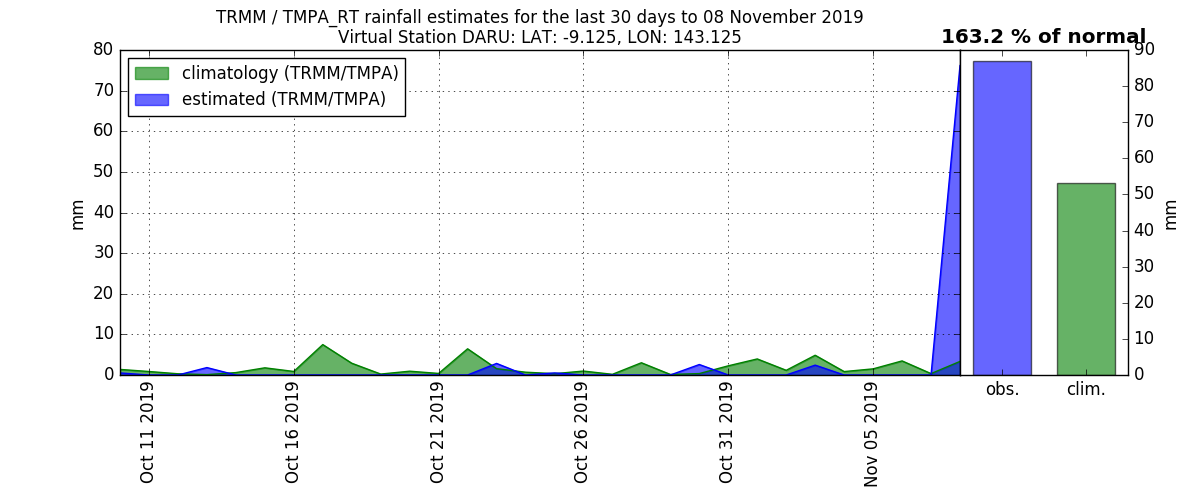 TRMM / TMPA_RT rainfall estimates for the last 30 days to 08 November 2019
Virtual Station DARU: LAT: -9.125, LON: 143.125
163.2 % of normal
climatology (TRMM/TMPA)
estimated (TRMM/TMPA)
80
70
60
50
40
30
20
10
0
mm
Oct 11 2019
Oct 16 2019
Oct 21 2019
Oct 26 2019
Oct 31 2019
Nov 05 2019
obs.
clim.
90
80
70
60
50
40
30
20
10
0
mm